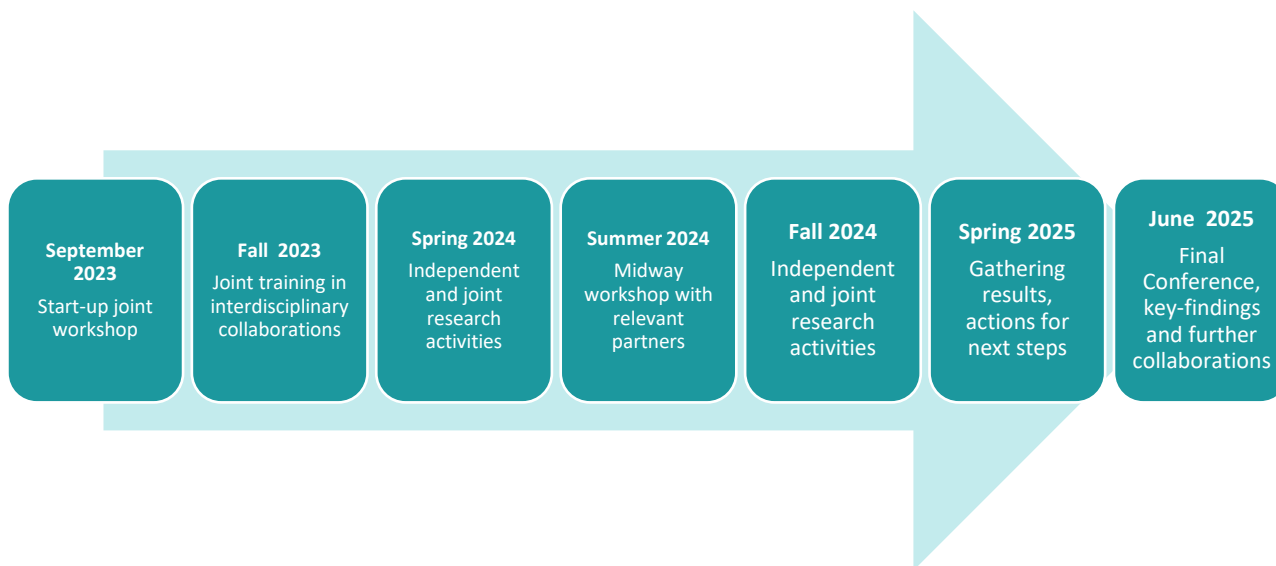 September
2023
Start-up joint
workshop
Fall 2023
Joint training in
interdisciplinary
collaborations
Spring 2024
Independent
and joint
research
activities
Summer 2024
Midway
workshop with
relevant
partners
Fall 2024
Independent
and joint
research
activities
Spring 2025
Gathering
results,
actions for
next steps
June 2025
Final
Conference,
key-findings
and further
collaborations